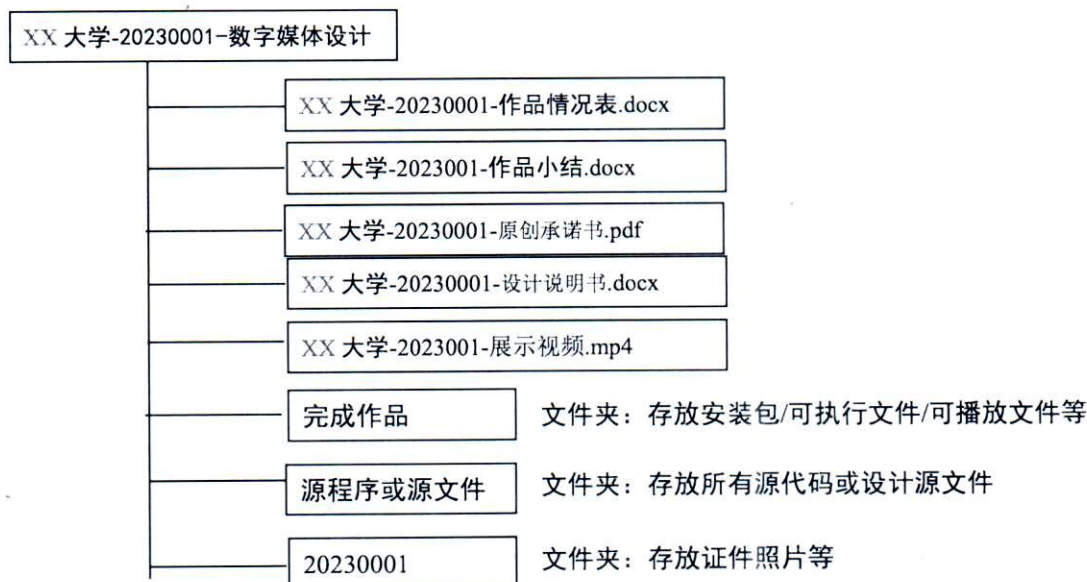 XX 大学-20230001-数字媒体设计
XX 大学-20230001-作品情况表.docx
XX 大学-2023001-作品小结.docx
XX 大学-20230001-原创承诺书.pdf
XX 大学-20230001-设计说明书.docx
XX 大学-2023001-展示视频.mp4
完成作品 文件夹：存放安装包/可执行文件/可播放文件等
源程序或源文件 文件夹：存放所有源代码或设计源文件
20230001 文件夹：存放证件照片等